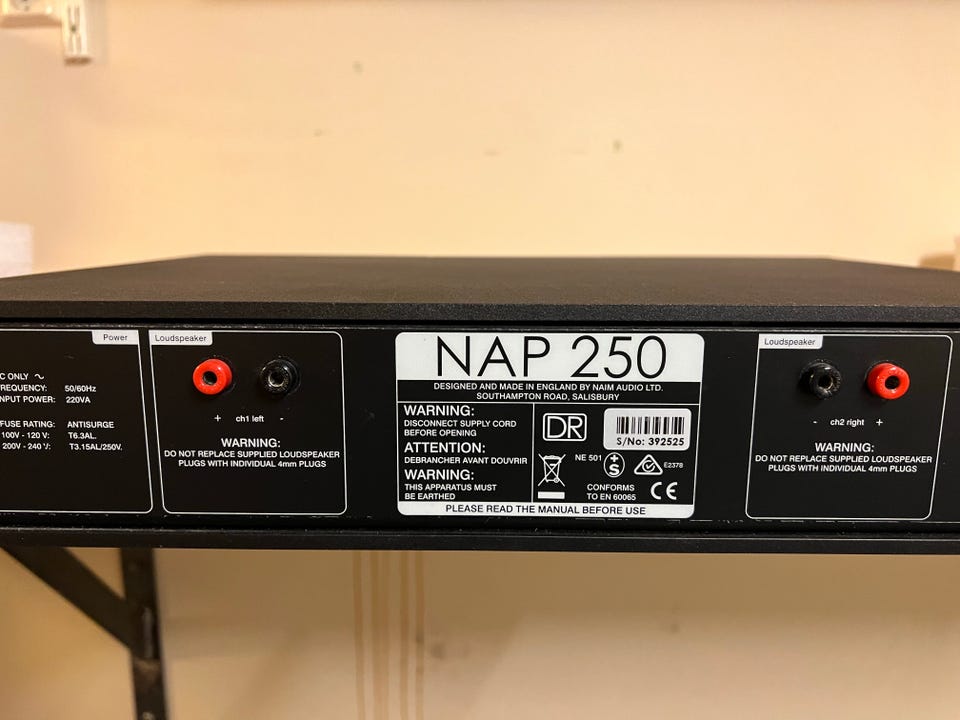 Power
C ONLY ~
REQUENCY: 50/60Hz
NPUT POWER: 220VA
FUSE RATING: ANTISURGE
100V - 120 V: T6.3AL.
200V - 240 V: T3.15AL/250V.
Loudspeaker
+ ch1 left -
WARNING:
DO NOT REPLACE SUPPLIED LOUDSPEAKER
PLUGS WITH INDIVIDUAL 4mm PLUGS
NAP 250
DESIGNED AND MADE IN ENGLAND BY NAIM AUDIO LTD.
SOUTHAMPTON ROAD, SALISBURY
WARNING:
DISCONNECT SUPPLY CORD
BEFORE OPENING
ATTENTION:
DEBRANCHER AVANT D'OUVRIR
WARNING:
THIS APPARATUS MUST
BE EARTHED
DR
S/No: 392525
NE 501
S
E2378
CONFORMS
TO EN 60065
CE
PLEASE READ THE MANUAL BEFORE USE
Loudspeaker
- ch2 right +
WARNING:
DO NOT REPLACE SUPPLIED LOUDSPEAKER
PLUGS WITH INDIVIDUAL 4mm PLUGS